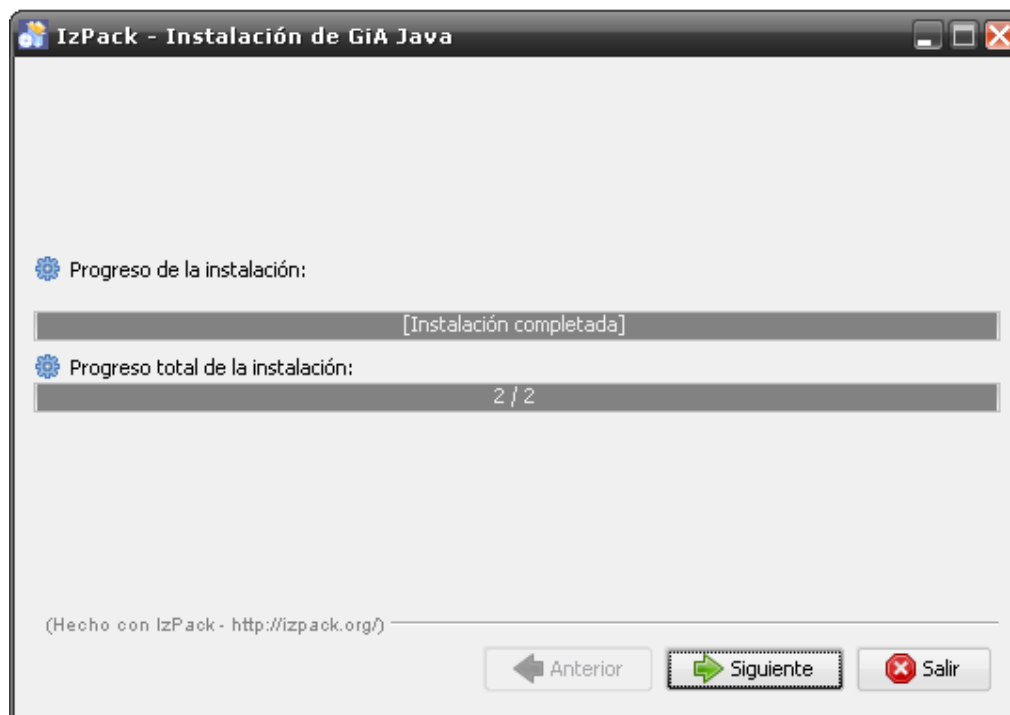 IzPack - Instalación de GiA Java
Progreso de la instalación:
[Instalación completada]
Progreso total de la instalación:
2 / 2
(Hecho con IzPack - http://izpack.org/)
Anterior Siguiente Salir